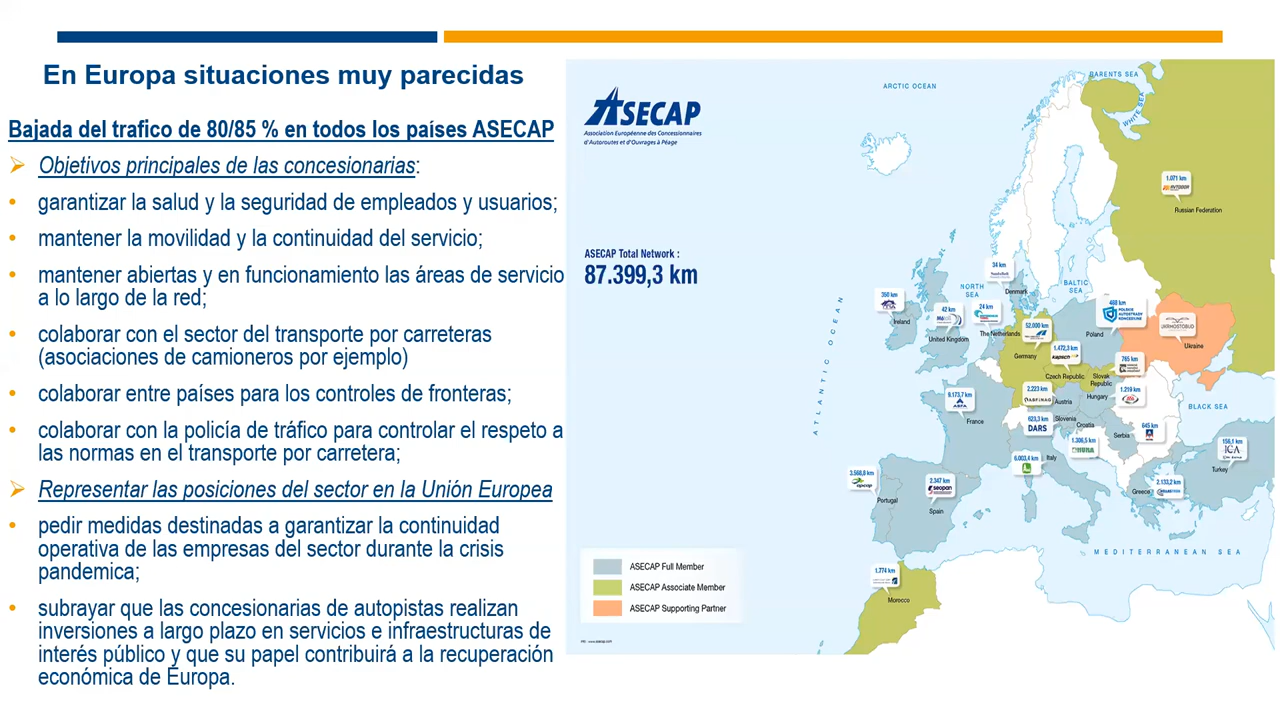 En Europa situaciones muy parecidas
Bajada del trafico de 80/85 % en todos los países ASECAP
Objetivos principales de las concesionarias:
garantizar la salud y la seguridad de empleados y usuarios;
mantener la movilidad y la continuidad del servicio;
mantener abiertas y en funcionamiento las áreas de servicio
a lo largo de la red;
colaborar con el sector del transporte por carreteras
(asociaciones de camioneros por ejemplo)
colaborar entre países para los controles de fronteras;
colaborar con la policía de tráfico para controlar el respeto a
las normas en el transporte por carretera;
Representar las posiciones del sector en la Unión Europea
pedir medidas destinadas a garantizar la continuidad
operativa de las empresas del sector durante la crisis
pandemica;
subrayar que las concesionarias de autopistas realizan
inversiones a largo plazo en servicios e infraestructuras de
interés público y que su papel contribuirá a la recuperación
económica de Europa.
ASECAP
Association Européenne des Concessionnaires
d'Autoroutes et d'Ouvrages à Péage
ASECAP Total Network :
87.399,3 km
ARCTIC OCEAN
BARENTS SEA
WHITE SEA
1.071 km
Russian Federation
34 km
Denmark
NORTH
SEA
BALTIC
SEA
ATLANTIC OCEAN
350 km
Ireland
42 km
United Kingdom
24 km
The Netherlands
52.000 km
Germany
468 km
POLSKIE
AUTOSTRADY
KONCESYJNE
Poland
UKRHOSTOBUD
Ukraine
1.472,3 km
kapsch
Czech Republic
765 km
Slovak
Republic
2.223 km
ASFINAG
Austria
1.219 km
Hungary
9.173,7 km
ASFA
France
623,3 km
DARS
Slovenia
Croatia
1.306,5 km
HUKA
645 km
Serbia
BLACK SEA
6.003,4 km
Italy
156,1 km
ICA
Turkey
3.568,8 km
apcap
Portugal
2.347 km
seopan
Spain
2.133,2 km
Greece
MEDITERRANEAN SEA
1.774 km
Morocco
ASECAP Full Member
ASECAP Associate Member
ASECAP Supporting Partner